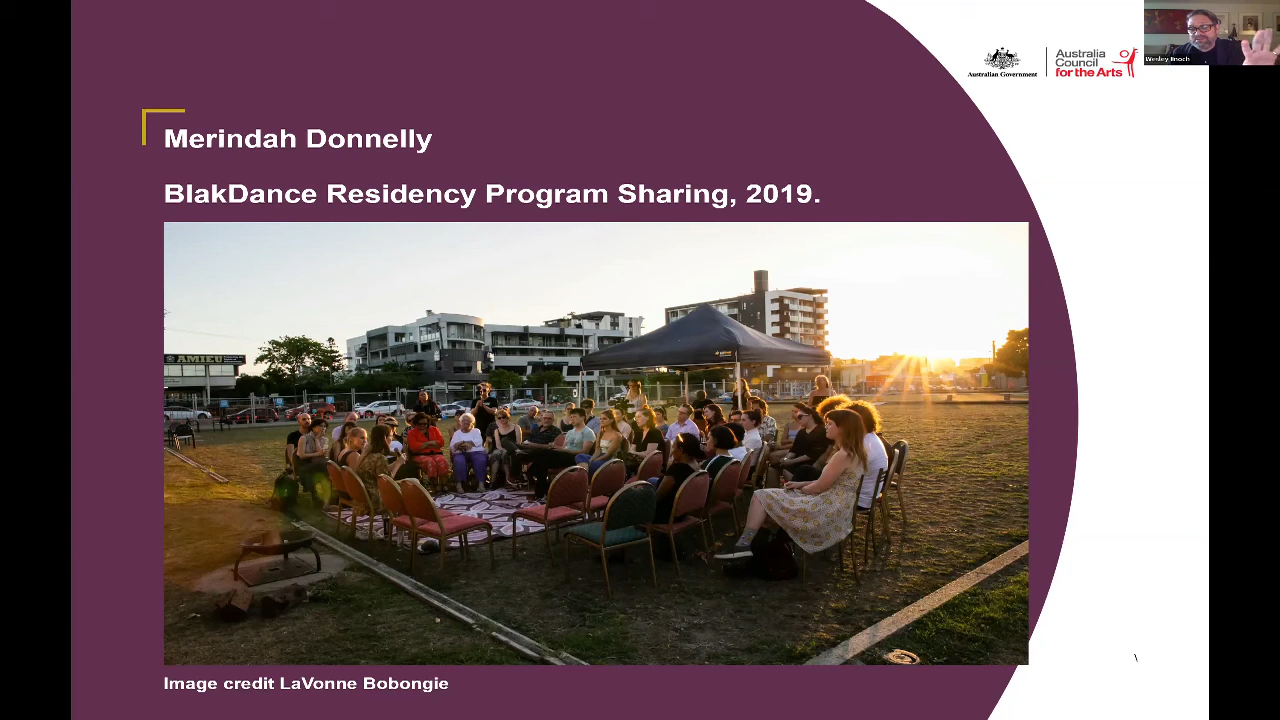 Merindah Donnelly
BlakDance Residency Program Sharing, 2019.
Australian Government
Australia
Council
for the Arts
Wesley Enoch
AMIEU
Image credit LaVonne Bobongie
\